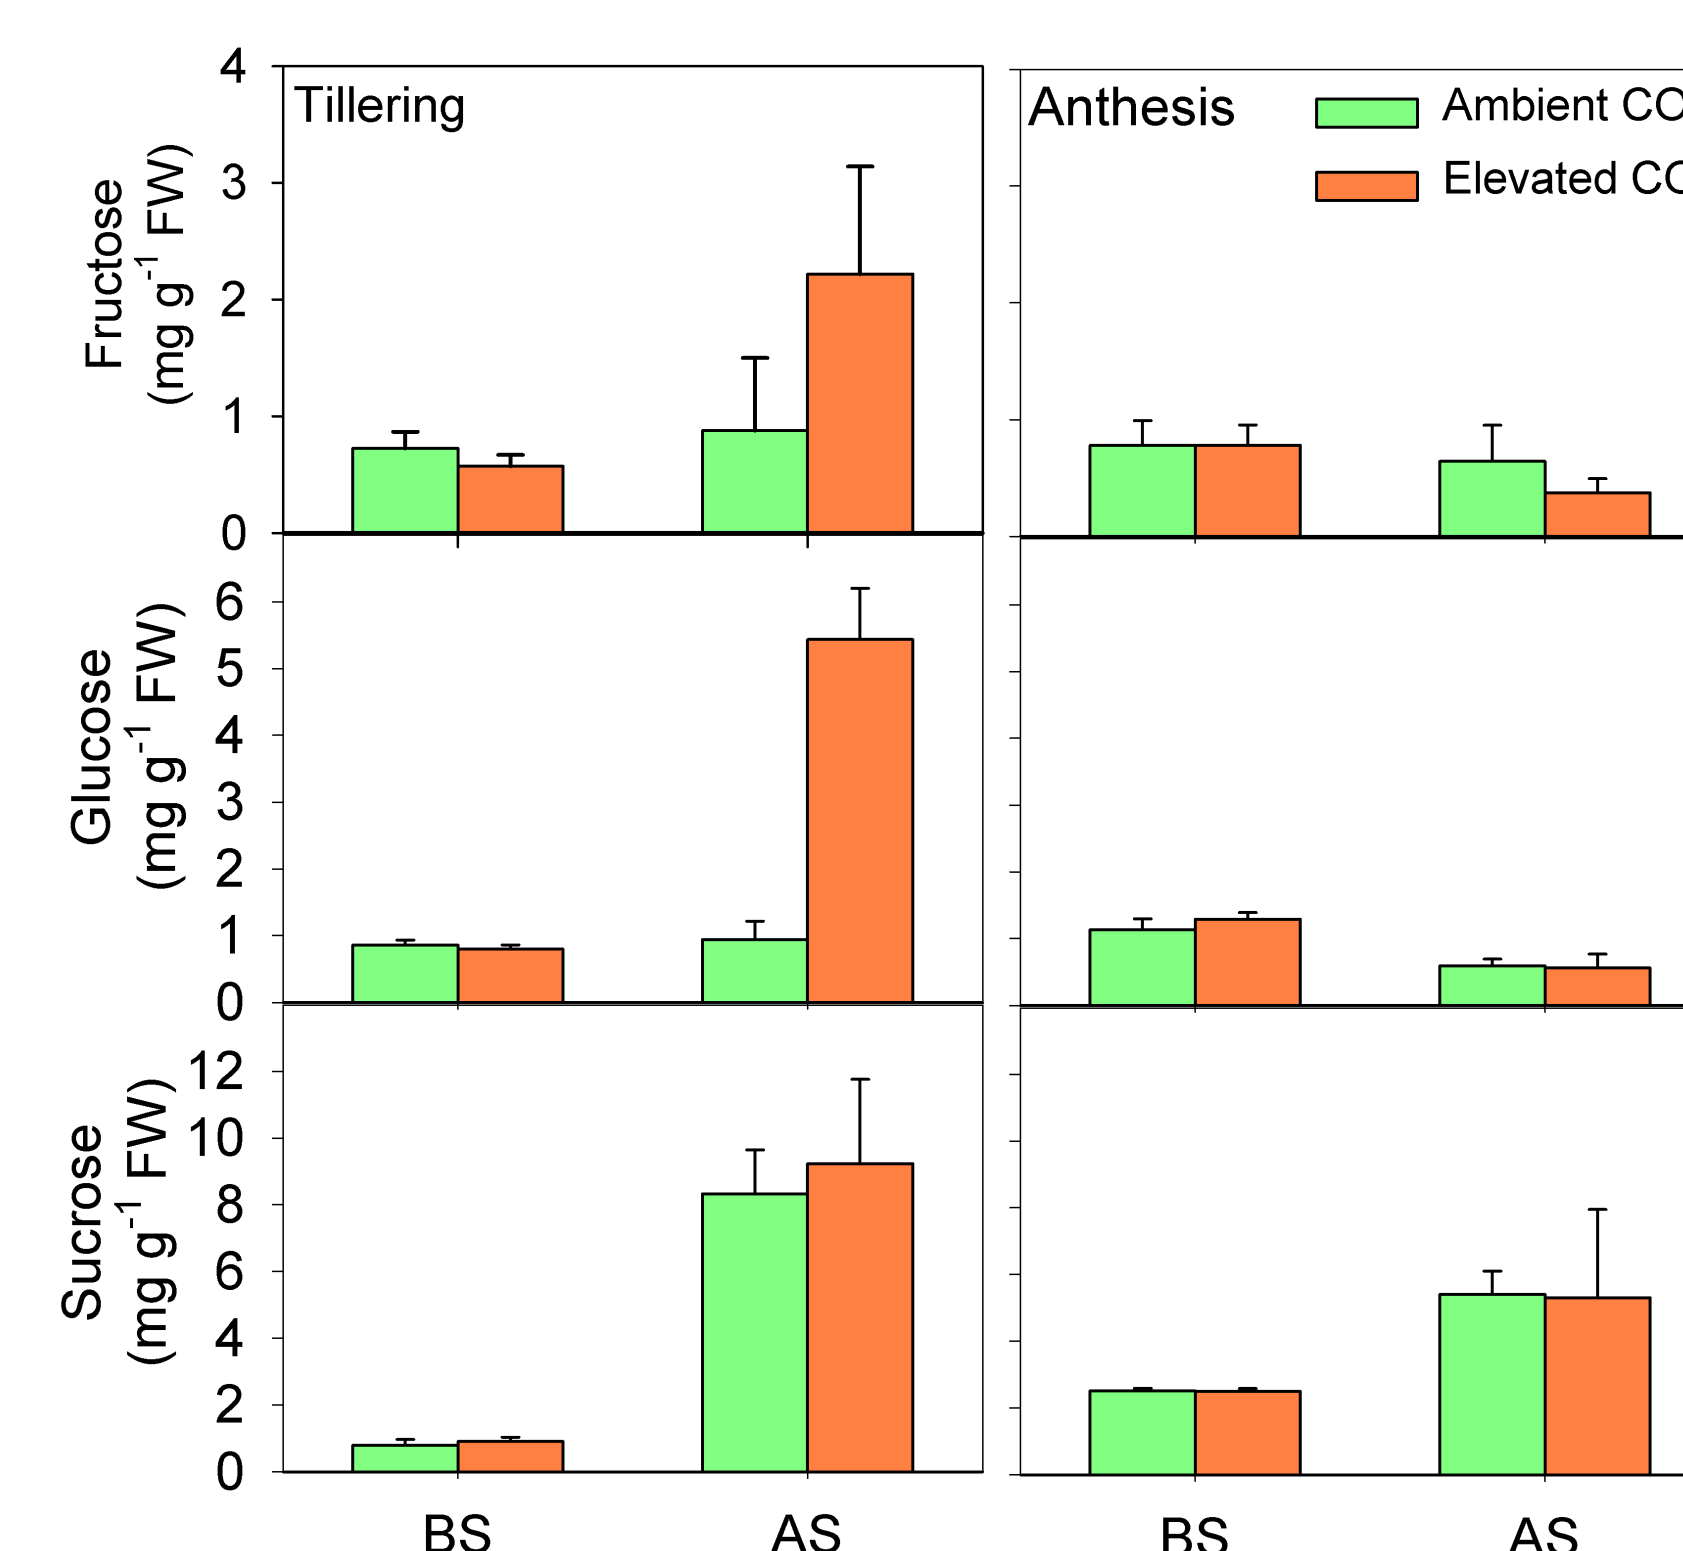 Tillering
Anthesis
Ambient CO
Elevated CO
Fructose
(mg g⁻¹ FW)
4
3
2
1
0
Glucose
(mg g⁻¹ FW)
6
5
4
3
2
1
0
Sucrose
(mg g⁻¹ FW)
12
10
8
6
4
2
0
BS AS BS AS